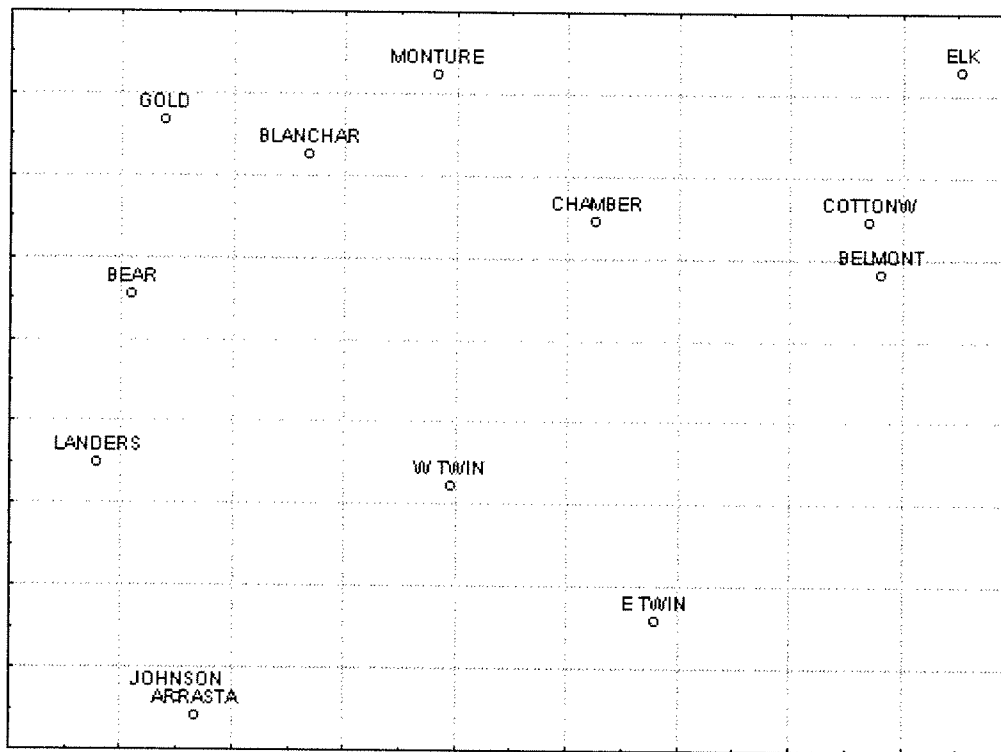 MONTURE
ELK
GOLD
BLANCHAR
CHAMBER
COTTONW
BELMONT
BEAR
LANDERS
W TWIN
E TWIN
JOHNSON
ARRASTA